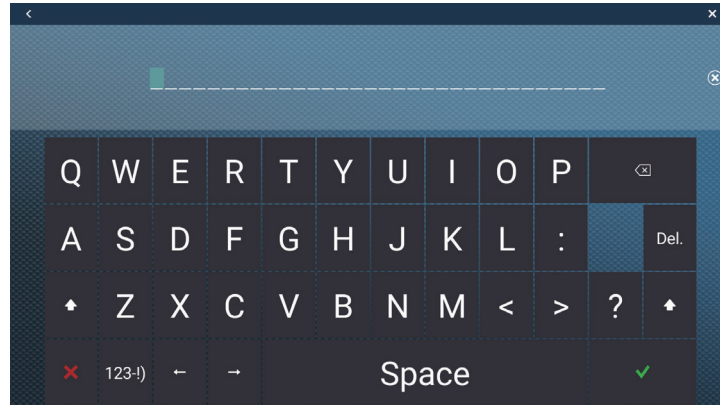 Q W E R T Y U I O P
A S D F G H J K L : Del.
Z X C V B N M < > ?
123-!) ← → Space